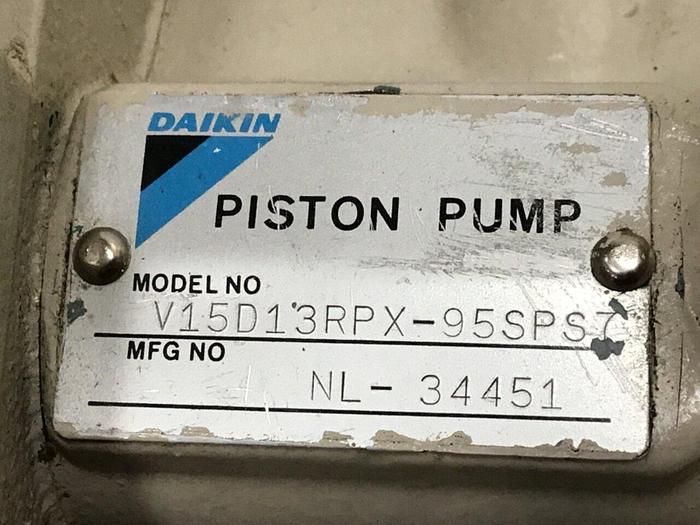 DAIKIN
PISTON PUMP
MODEL NO
V15D13RPX-95SPS7
MFG NO
NL- 34451